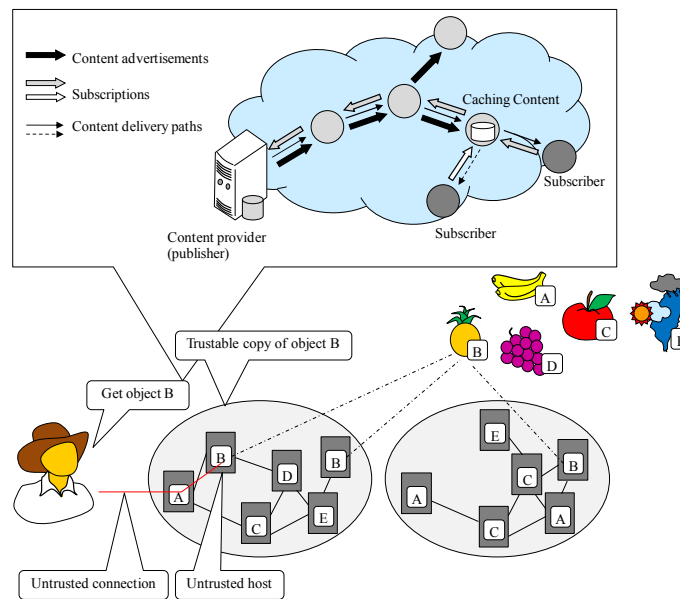 Content advertisements
Subscriptions
Content delivery paths
Caching Content
Subscriber
Subscriber
Content provider
(publisher)
A
C
B
D
Trustable copy of object B
Get object B
B
D
B
A
C
E
E
C
B
A
C
A
Untrusted connection
Untrusted host